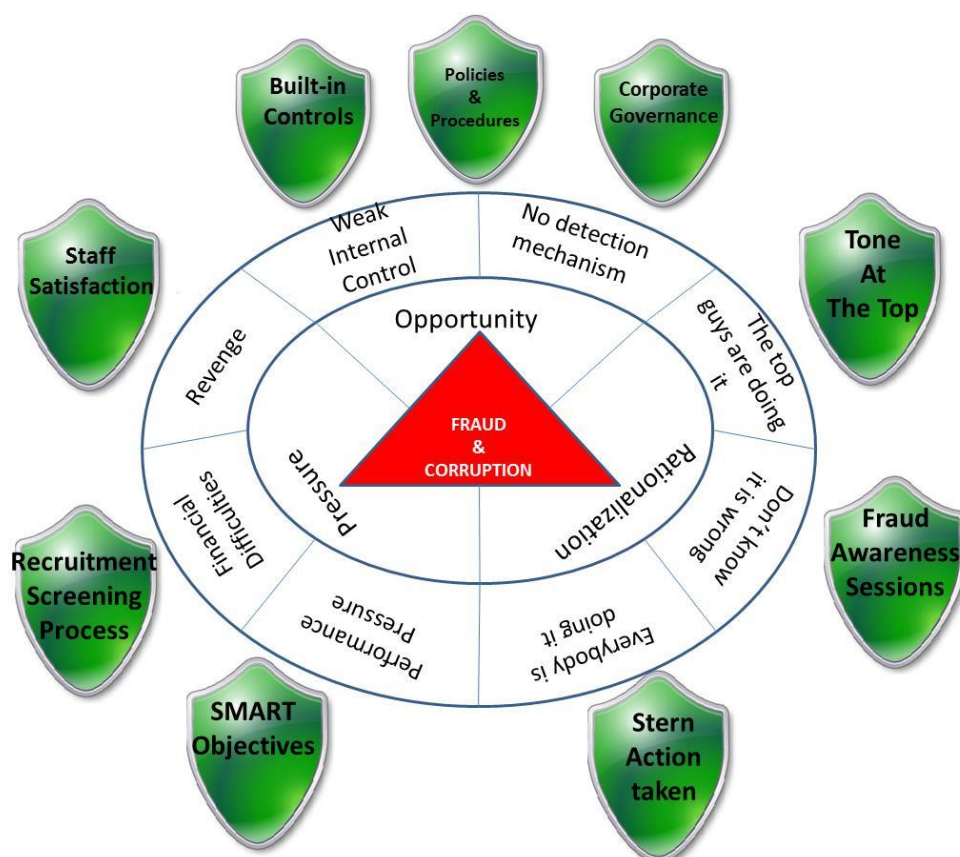 Built-in
Controls
Policies
&
Procedures
Corporate
Governance
Staff
Satisfaction
Tone
At
The Top
Weak
Internal
Control
No detection
mechanism
Revenge
The top
guys are doing
it
Opportunity
FRAUD
&
CORRUPTION
Pressure
Rationalization
Financial
Difficulties
Don't know
it is wrong
Performance
Pressure
Everybody is
doing it
Recruitment
Screening
Process
Fraud
Awareness
Sessions
SMART
Objectives
Stern
Action
taken